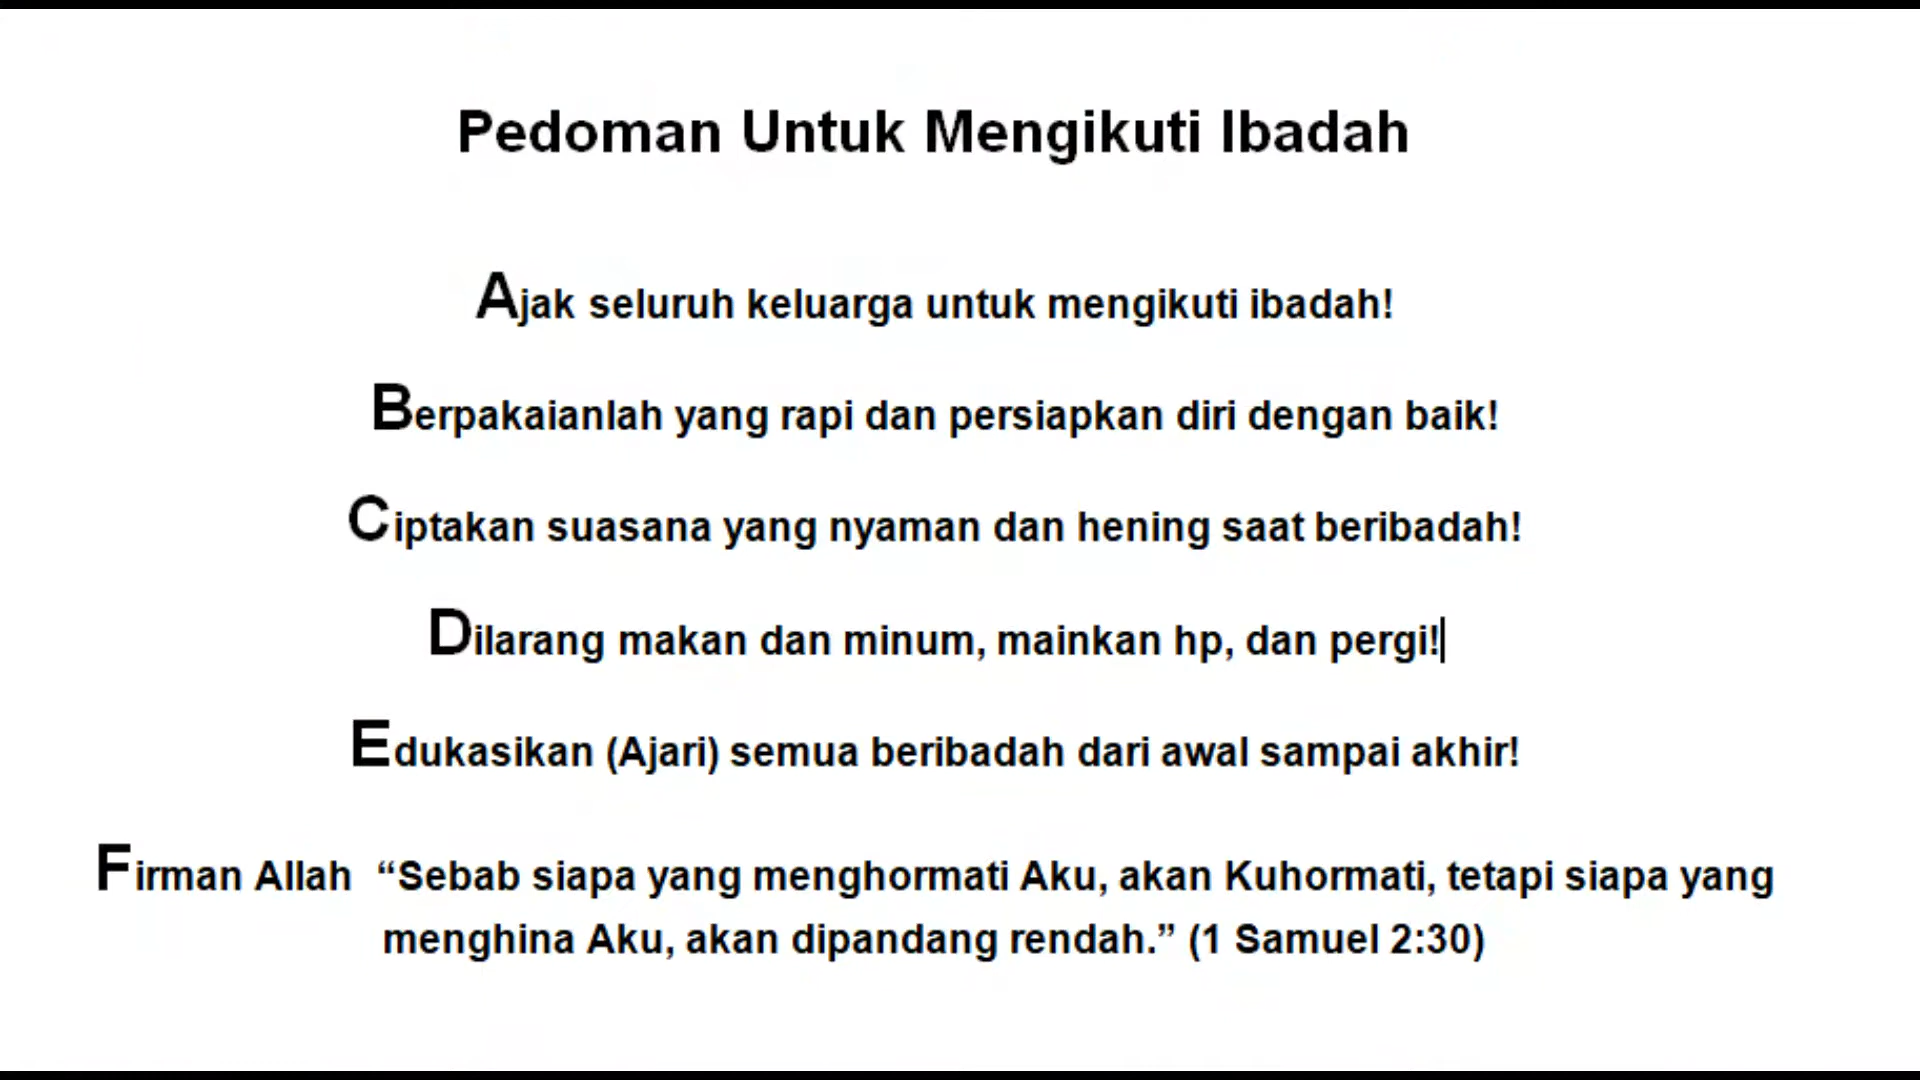 Pedoman Untuk Mengikuti Ibadah
Ajak seluruh keluarga untuk mengikuti ibadah!
Berpakaianlah yang rapi dan persiapkan diri dengan baik!
Ciptakan suasana yang nyaman dan hening saat beribadah!
Dilarang makan dan minum, mainkan hp, dan pergi!
Edukasikan (Ajari) semua beribadah dari awal sampai akhir!
Firman Allah “Sebab siapa yang menghormati Aku, akan Kuhormati, tetapi siapa yang
menghina Aku, akan dipandang rendah.” (1 Samuel 2:30)